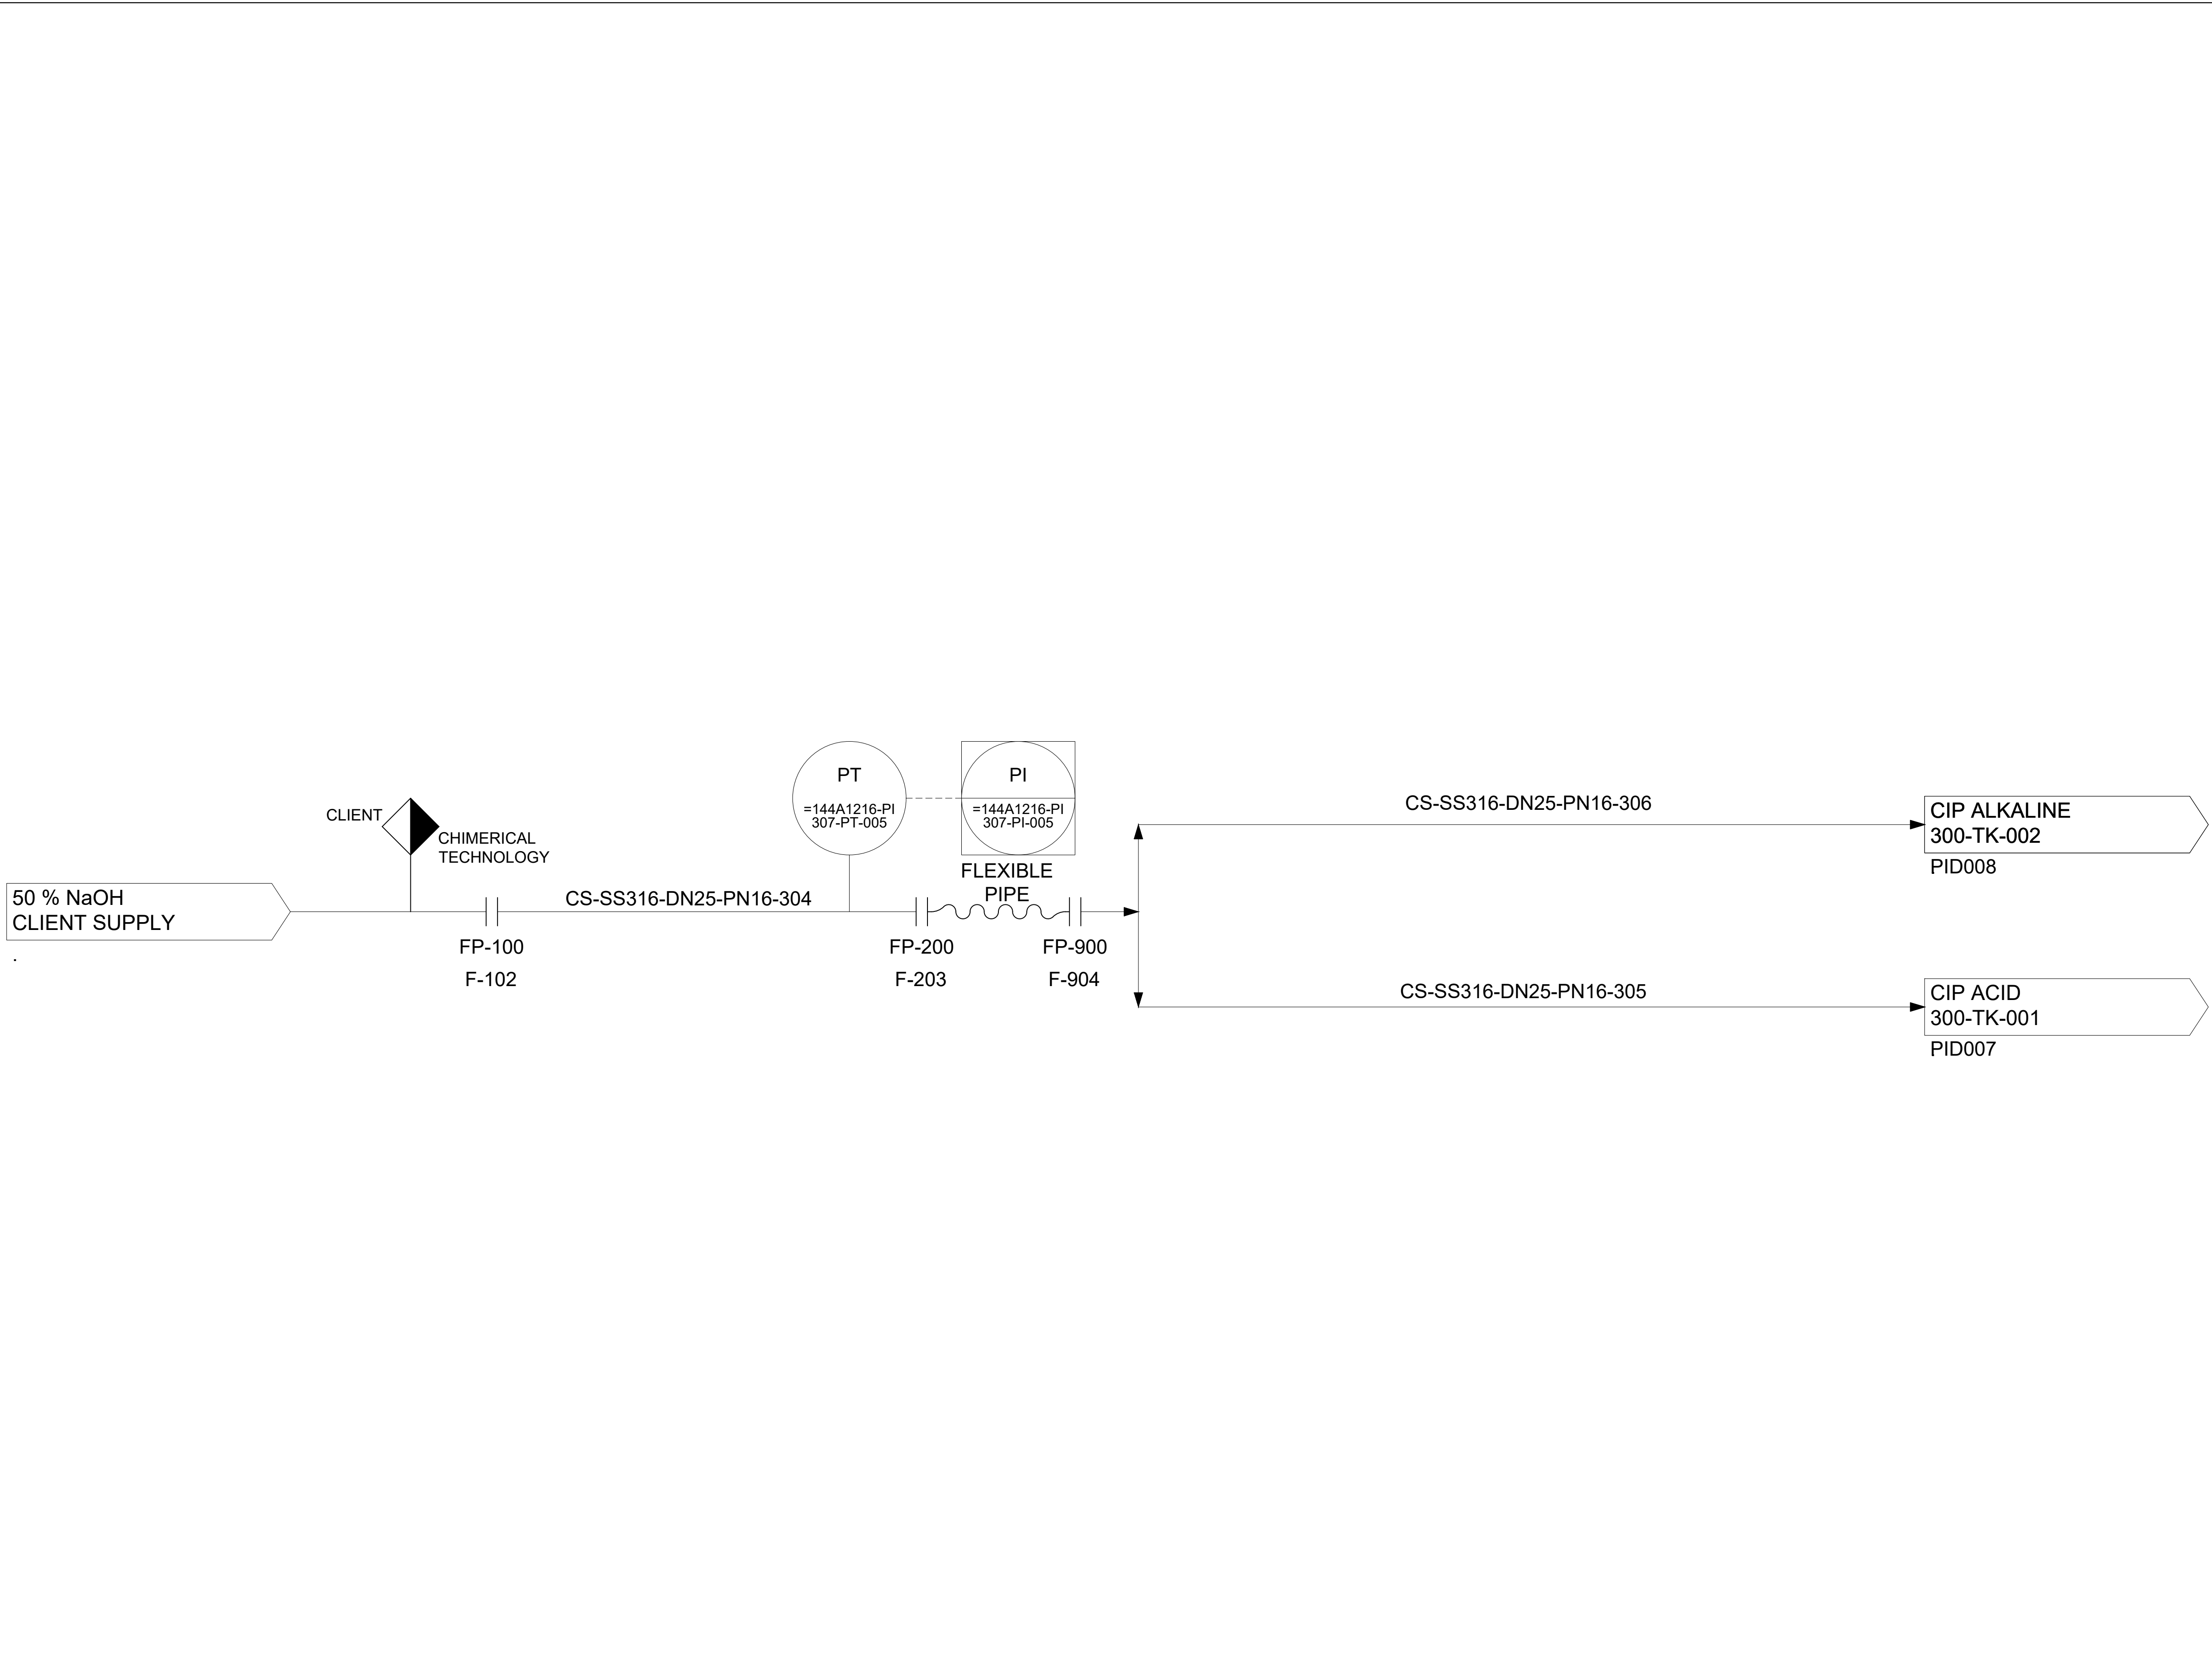 PT
=144A1216-PI
307-PT-005
PI
=144A1216-PI
307-PI-005
CLIENT
CHIMERICAL
TECHNOLOGY
50 % NaOH
CLIENT SUPPLY
.
FP-100
F-102
CS-SS316-DN25-PN16-304
FLEXIBLE
PIPE
FP-200
F-203
FP-900
F-904
CS-SS316-DN25-PN16-306
CIP ALKALINE
300-TK-002
PID008
CS-SS316-DN25-PN16-305
CIP ACID
300-TK-001
PID007